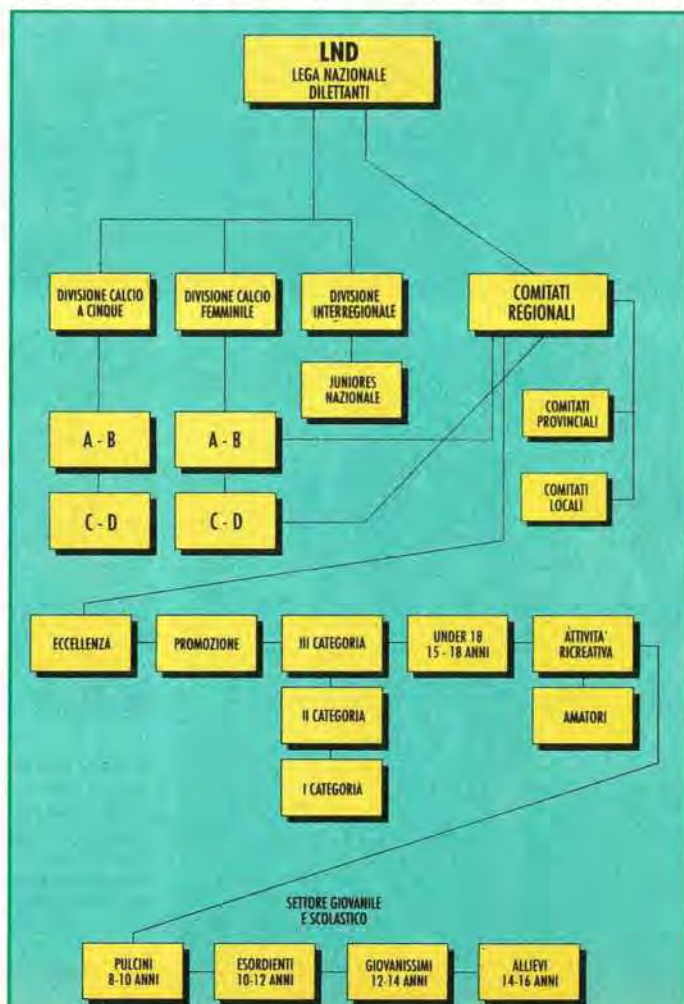 LND
LEGA NAZIONALE
DILETTANTI
DIVISIONE CALCIO
A CINQUE
DIVISIONE CALCIO
FEMMINILE
DIVISIONE
INTERREGIONALE
COMITATI
REGIONALI
JUNIORES
NAZIONALE
COMITATI
PROVINCIALI
A - B
A - B
COMITATI
LOCALI
C - D
C - D
ECCELLENZA
PROMOZIONE
III CATEGORIA
UNDER 18
15 - 18 ANNI
ATTIVITA'
RICREATIVA
II CATEGORIA
AMATORI
I CATEGORIA
SETTORE GIOVANILE
E SCOLASTICO
PULCINI
8-10 ANNI
ESORDIENTI
10-12 ANNI
GIOVANISSIMI
12-14 ANNI
ALLIEVI
14-16 ANNI